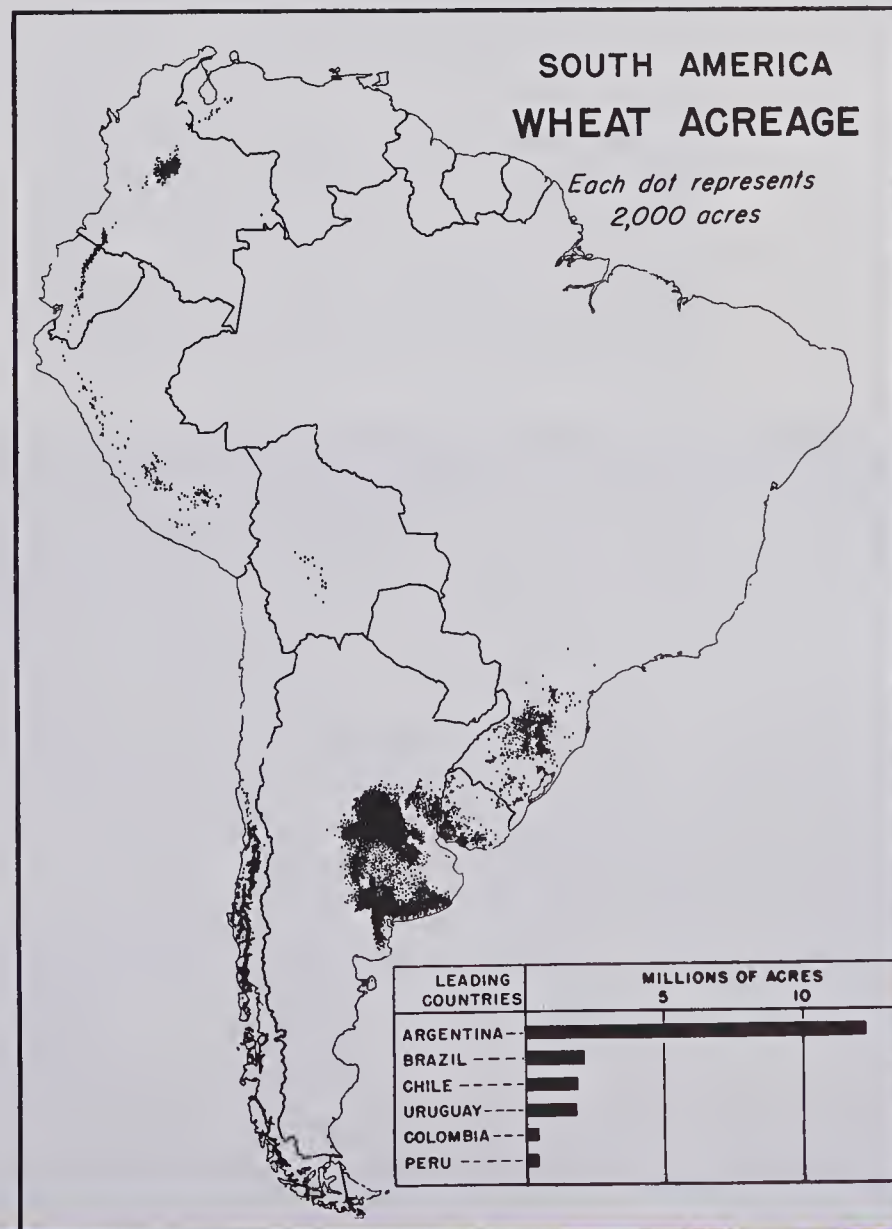 SOUTH AMERICA
WHEAT ACREAGE
Each dot represents
2,000 acres
LEADING COUNTRIES
MILLIONS OF ACRES
5 10
ARGENTINA--
BRAZIL -----
CHILE ------
URUGUAY----
COLOMBIA---
PERU ------